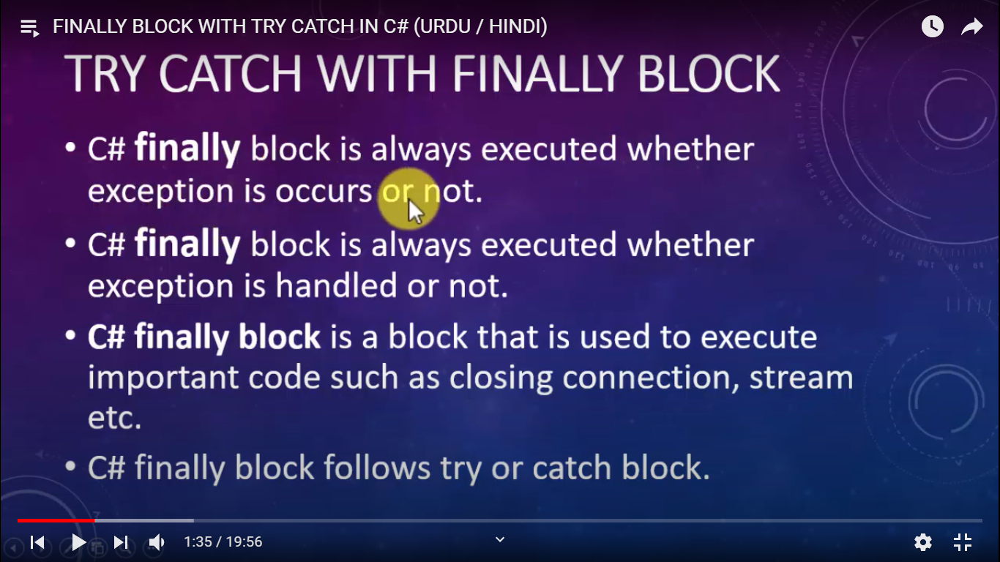 FINALLY BLOCK WITH TRY CATCH IN C# (URDU / HINDI)
TRY CATCH WITH FINALLY BLOCK
• C# finally block is always executed whether
exception is occurs or not.
• C# finally block is always executed whether
exception is handled or not.
• C# finally block is a block that is used to execute
important code such as closing connection, stream
etc.
• C# finally block follows try or catch block.
1:35 / 19:56